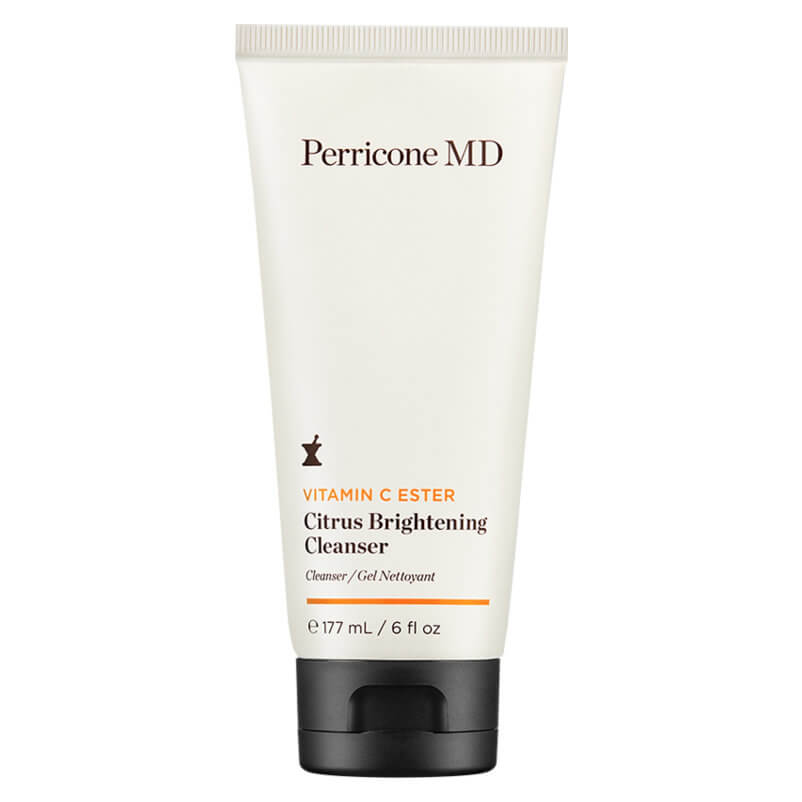 Perricone MD
VITAMIN C ESTER
Citrus Brightening
Cleanser
Cleanser/Gel Nettoyant
℮ 177 mL / 6 fl oz